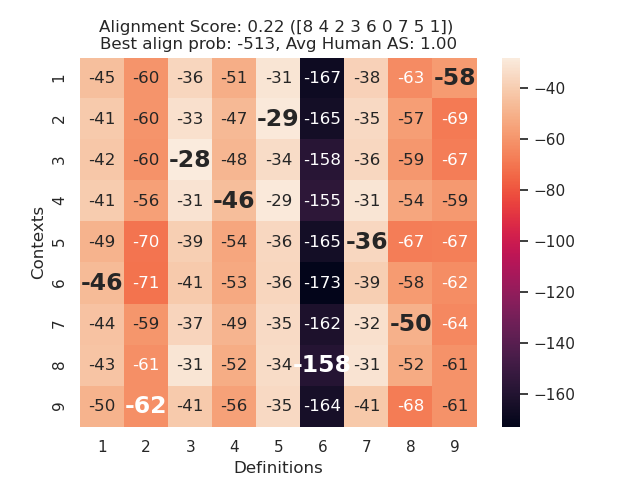 Alignment Score: 0.22 ([8 4 2 3 6 0 7 5 1])
Best align prob: -513, Avg Human AS: 1.00
Contexts
1 -45 -60 -36 -51 -31 -167 -38 -63 -58
2 -41 -60 -33 -47 -29 -165 -35 -57 -69
3 -42 -60 -28 -48 -34 -158 -36 -59 -67
4 -41 -56 -31 -46 -29 -155 -31 -54 -59
5 -49 -70 -39 -54 -36 -165 -36 -67 -67
6 -46 -71 -41 -53 -36 -173 -39 -58 -62
7 -44 -59 -37 -49 -35 -162 -32 -50 -64
8 -43 -61 -31 -52 -34 -158 -31 -52 -61
9 -50 -62 -41 -56 -35 -164 -41 -68 -61
1 2 3 4 5 6 7 8 9
Definitions
−40
−60
−80
−100
−120
−140
−160